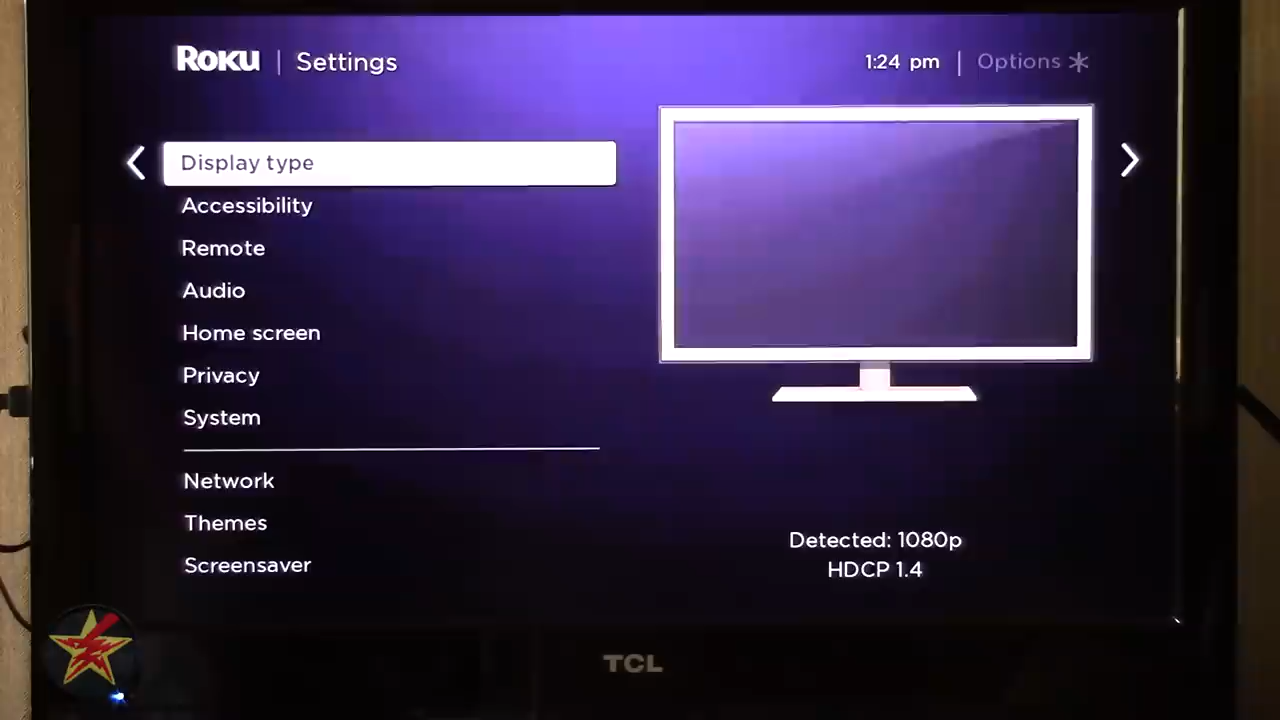 Roku | Settings
1:24 pm | Options *
Display type
Accessibility
Remote
Audio
Home screen
Privacy
System
Network
Themes
Screensaver
Detected: 1080p
HDCP 1.4
TCL